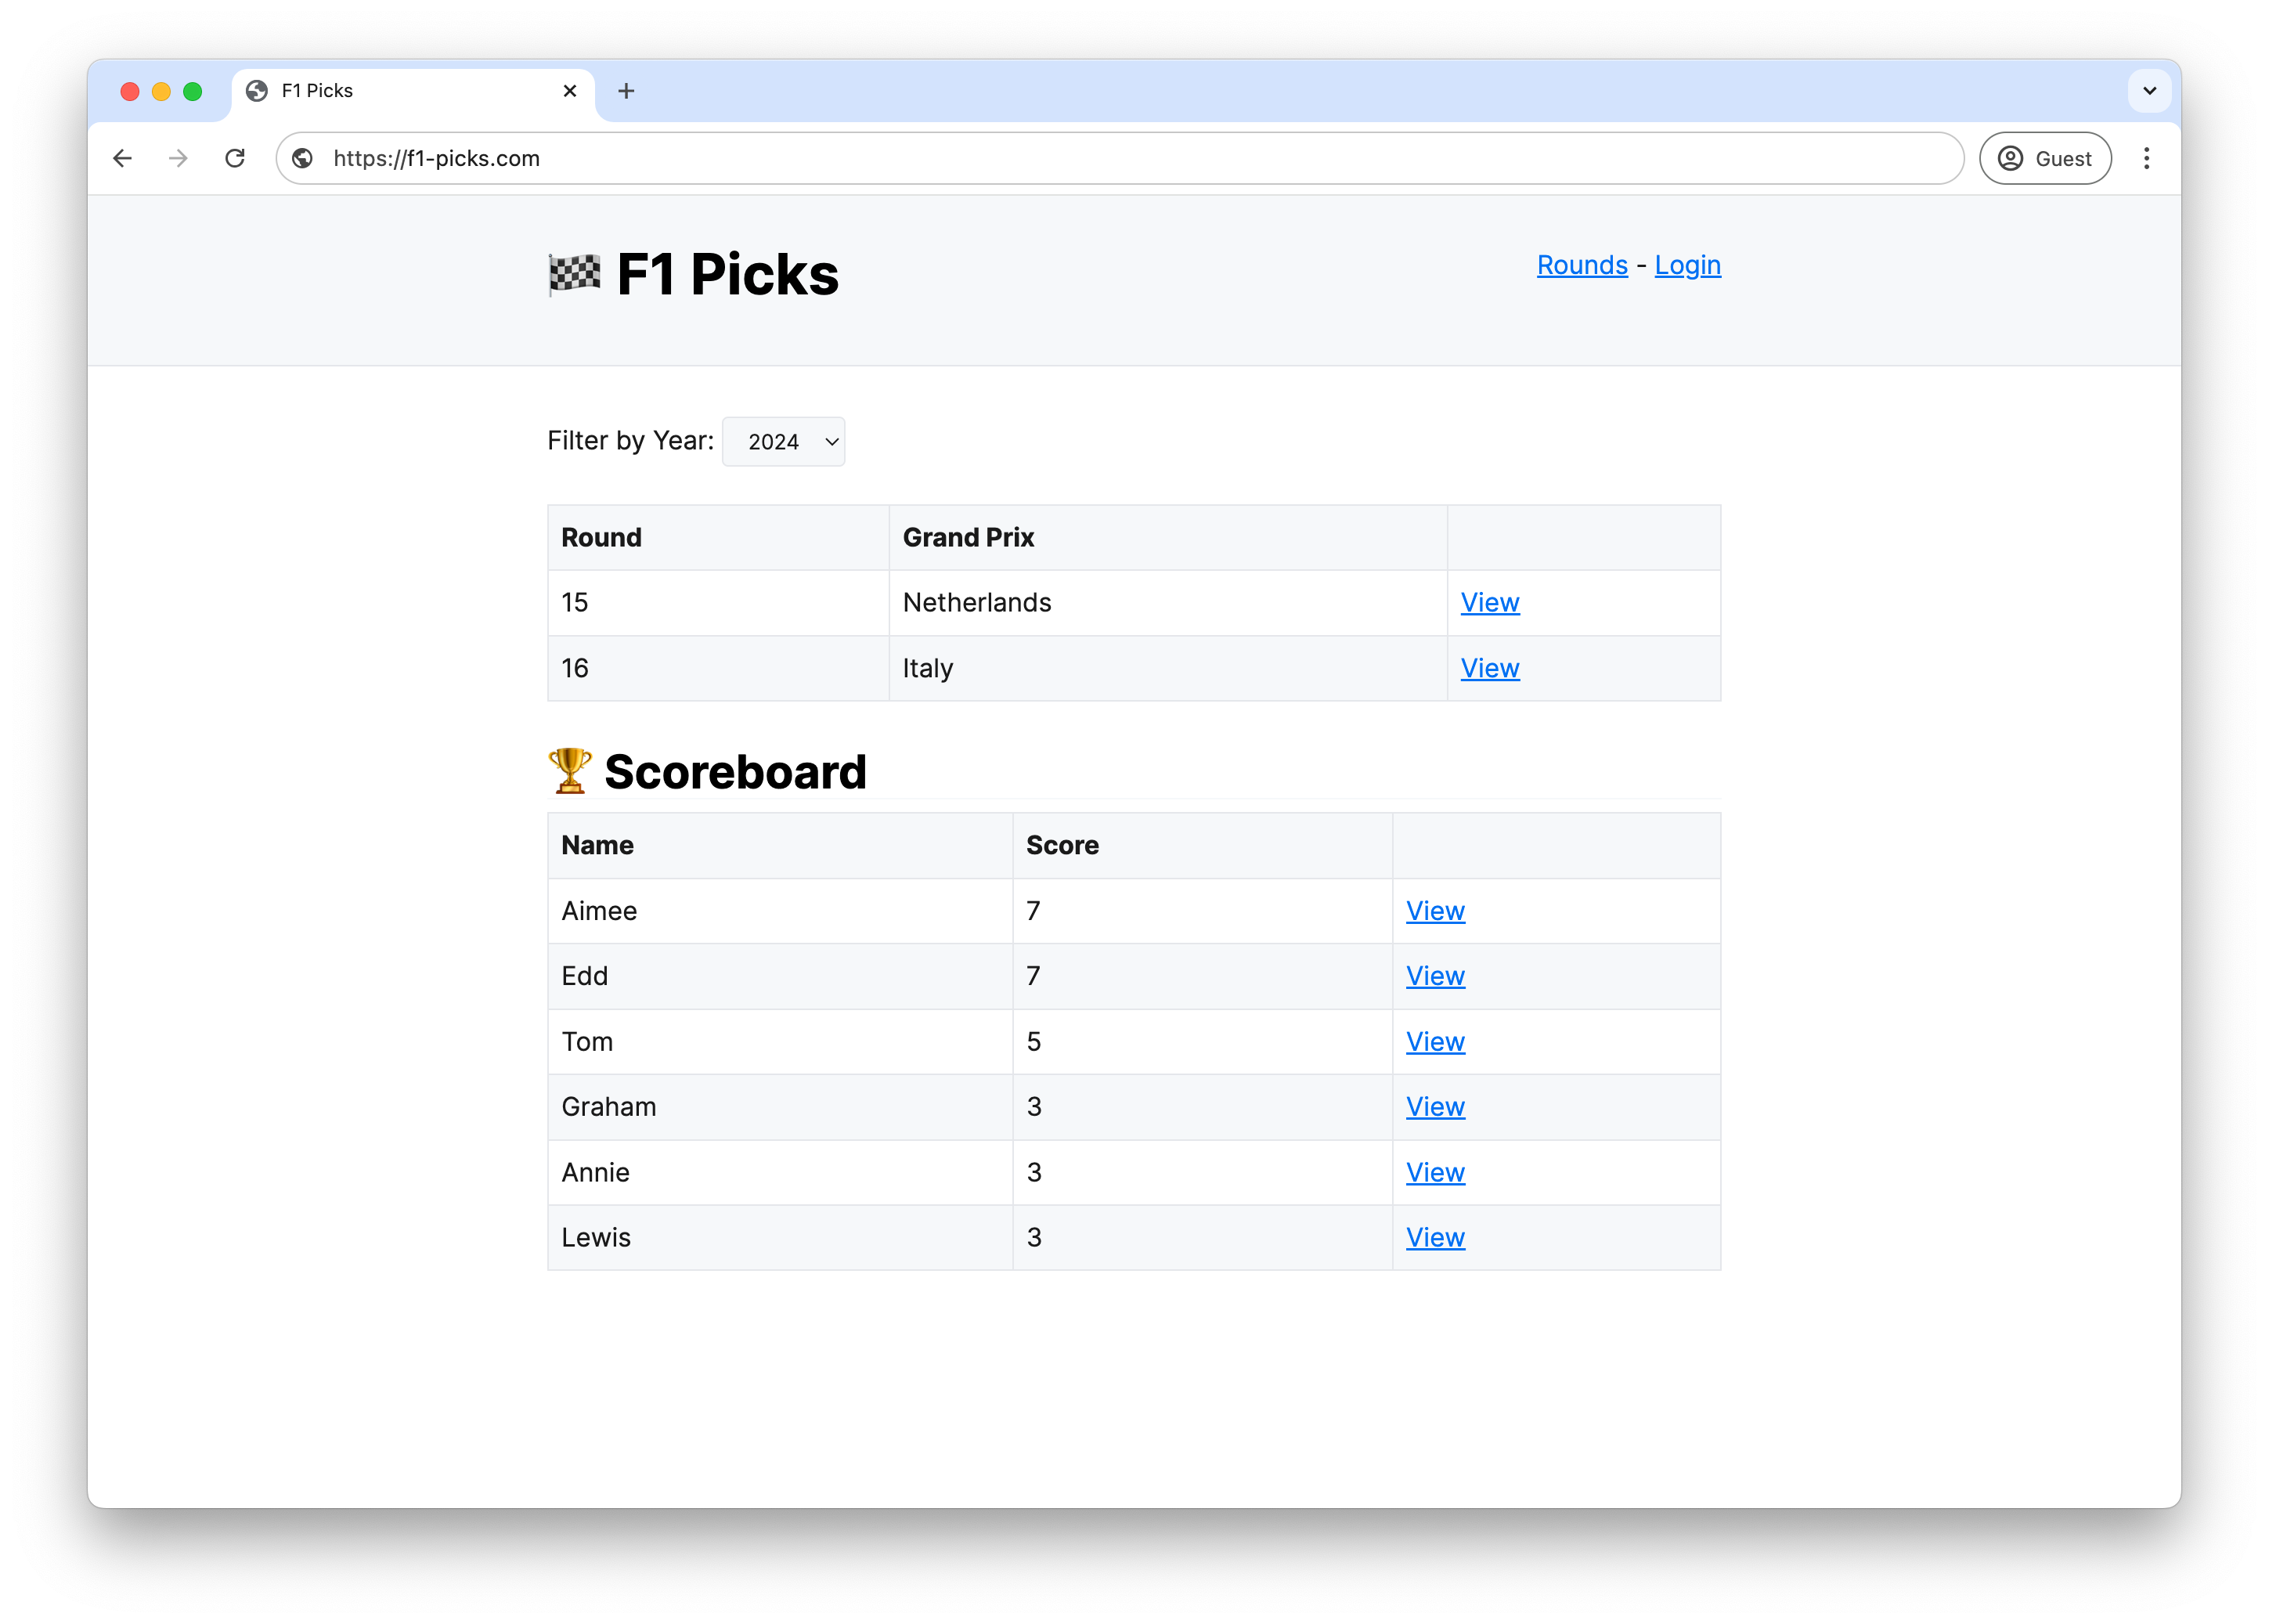 F1 Picks
https://f1-picks.com
Guest
🏁 F1 Picks
Rounds - Login
Filter by Year: 2024
Round Grand Prix
15 Netherlands View
16 Italy View
🏆 Scoreboard
Name Score
Aimee 7 View
Edd 7 View
Tom 5 View
Graham 3 View
Annie 3 View
Lewis 3 View